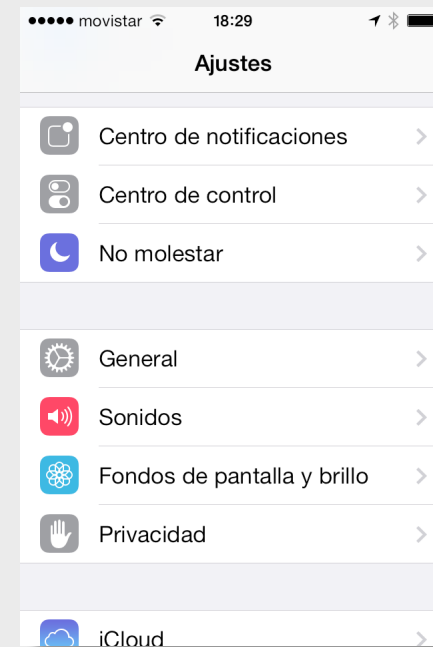 movistar 18:29
Ajustes
Centro de notificaciones
Centro de control
No molestar
General
Sonidos
Fondos de pantalla y brillo
Privacidad
iCloud